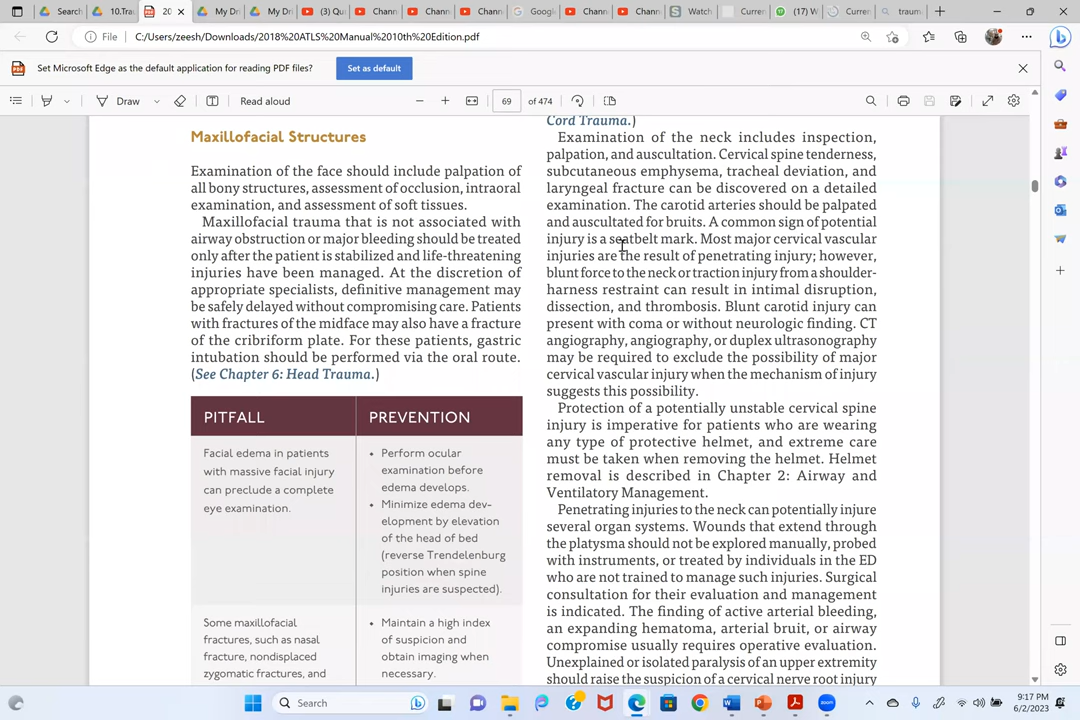 Search
10.Trau
20
My Dr
My Dri
(3) Qu
Chann
Chann
Chann
Googl
Chann
Chann
Watch
Curren
(17) W
Curren
traum
File
C:/Users/zeesh/Downloads/2018%20ATLS%20Manual%2010th%20Edition.pdf
Set Microsoft Edge as the default application for reading PDF files?
Set as default
Draw
Read aloud
69
of 474
Maxillofacial Structures
Examination of the face should include palpation of
all bony structures, assessment of occlusion, intraoral
examination, and assessment of soft tissues.
Maxillofacial trauma that is not associated with
airway obstruction or major bleeding should be treated
only after the patient is stabilized and life-threatening
injuries have been managed. At the discretion of
appropriate specialists, definitive management may
be safely delayed without compromising care. Patients
with fractures of the midface may also have a fracture
of the cribriform plate. For these patients, gastric
intubation should be performed via the oral route.
(See Chapter 6: Head Trauma.)
PITFALL
PREVENTION
Facial edema in patients
with massive facial injury
can preclude a complete
eye examination.
• Perform ocular
examination before
edema develops.
• Minimize edema dev-
elopment by elevation
of the head of bed
(reverse Trendelenburg
position when spine
injuries are suspected).
Some maxillofacial
fractures, such as nasal
fracture, nondisplaced
zygomatic fractures, and
• Maintain a high index
of suspicion and
obtain imaging when
necessary.
Cord Trauma.)
Examination of the neck includes inspection,
palpation, and auscultation. Cervical spine tenderness,
subcutaneous emphysema, tracheal deviation, and
laryngeal fracture can be discovered on a detailed
examination. The carotid arteries should be palpated
and auscultated for bruits. A common sign of potential
injury is a seatbelt mark. Most major cervical vascular
injuries are the result of penetrating injury; however,
blunt force to the neck or traction injury from a shoulder-
harness restraint can result in intimal disruption,
dissection, and thrombosis. Blunt carotid injury can
present with coma or without neurologic finding. CT
angiography, angiography, or duplex ultrasonography
may be required to exclude the possibility of major
cervical vascular injury when the mechanism of injury
suggests this possibility.
Protection of a potentially unstable cervical spine
injury is imperative for patients who are wearing
any type of protective helmet, and extreme care
must be taken when removing the helmet. Helmet
removal is described in Chapter 2: Airway and
Ventilatory Management.
Penetrating injuries to the neck can potentially injure
several organ systems. Wounds that extend through
the platysma should not be explored manually, probed
with instruments, or treated by individuals in the ED
who are not trained to manage such injuries. Surgical
consultation for their evaluation and management
is indicated. The finding of active arterial bleeding,
an expanding hematoma, arterial bruit, or airway
compromise usually requires operative evaluation.
Unexplained or isolated paralysis of an upper extremity
should raise the suspicion of a cervical nerve root injury
Search
9:17 PM
6/2/2023